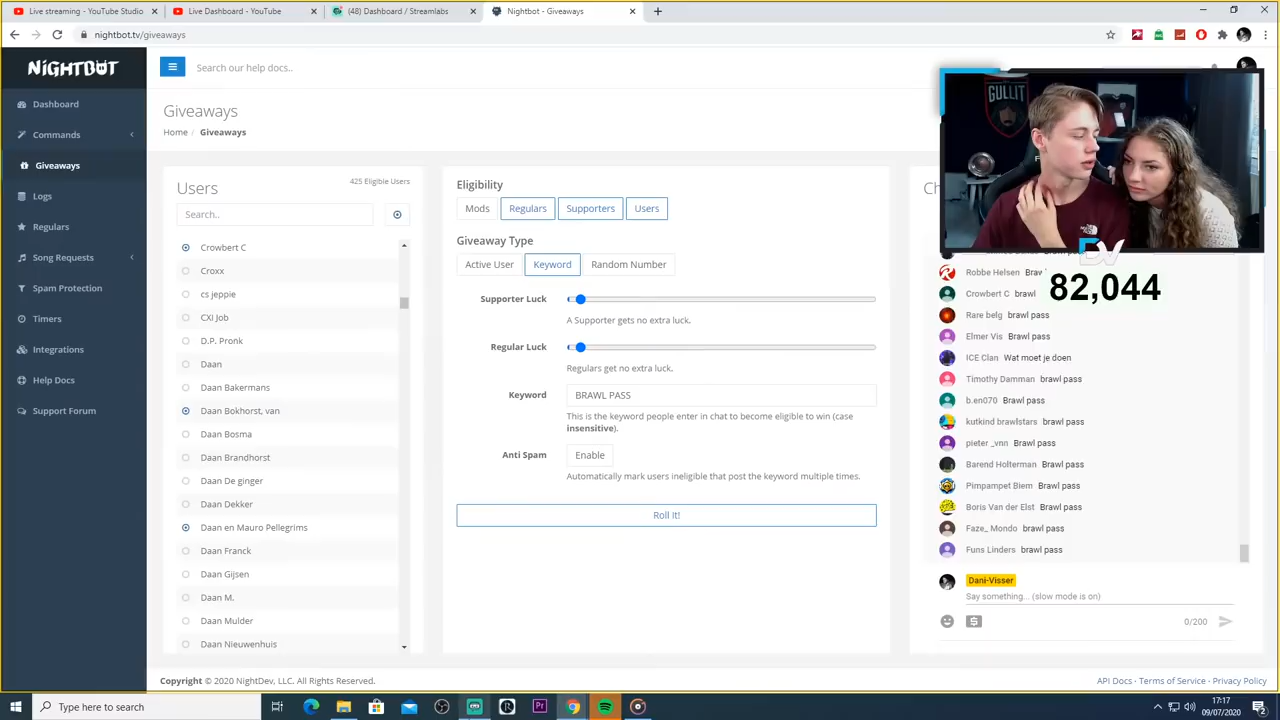 Live streaming - YouTube Studio
Live Dashboard - YouTube
(48) Dashboard / Streamlabs
Nightbot - Giveaways
nightbot.tv/giveaways
NiGHTBOT
Search our help docs..
Dashboard
Commands
Giveaways
Logs
Regulars
Song Requests
Spam Protection
Timers
Integrations
Help Docs
Support Forum
Giveaways
Home / Giveaways
Users
425 Eligible Users
Search..
Crowbert C
Croxx
cs jeppie
CXI Job
D.P. Pronk
Daan
Daan Bakermans
Daan Bokhorst, van
Daan Bosma
Daan Brandhorst
Daan De ginger
Daan Dekker
Daan en Mauro Pellegrims
Daan Franck
Daan Gijsen
Daan M.
Daan Mulder
Daan Nieuwenhuis
Eligibility
Mods
Regulars
Supporters
Users
Giveaway Type
Active User
Keyword
Random Number
Supporter Luck
A Supporter gets no extra luck.
Regular Luck
Regulars get no extra luck.
Keyword
BRAWL PASS
This is the keyword people enter in chat to become eligible to win (case
insensitive).
Anti Spam
Enable
Automatically mark users ineligible that post the keyword multiple times.
Roll It!
GULLIT
82,044
Robbe Helsen
Crowbert C brawl
Rare belg brawl pass
Elmer Vis Brawl pass
ICE Clan Wat moet je doen
Timothy Damman brawl pass
b.en070 Brawl pass
kutkind brawlstars brawl pass
pieter _vnn Brawl pass
Barend Holterman Brawl pass
Pimpampet Biem Brawl pass
Boris Van der Elst Brawl pass
Faze_ Mondo brawl pass
Funs Linders brawl pass
Dani-Visser
Say something... (slow mode is on)
0/200
Copyright © 2020 NightDev, LLC. All Rights Reserved.
API Docs · Terms of Service · Privacy Policy
Type here to search
17:17
09/07/2020